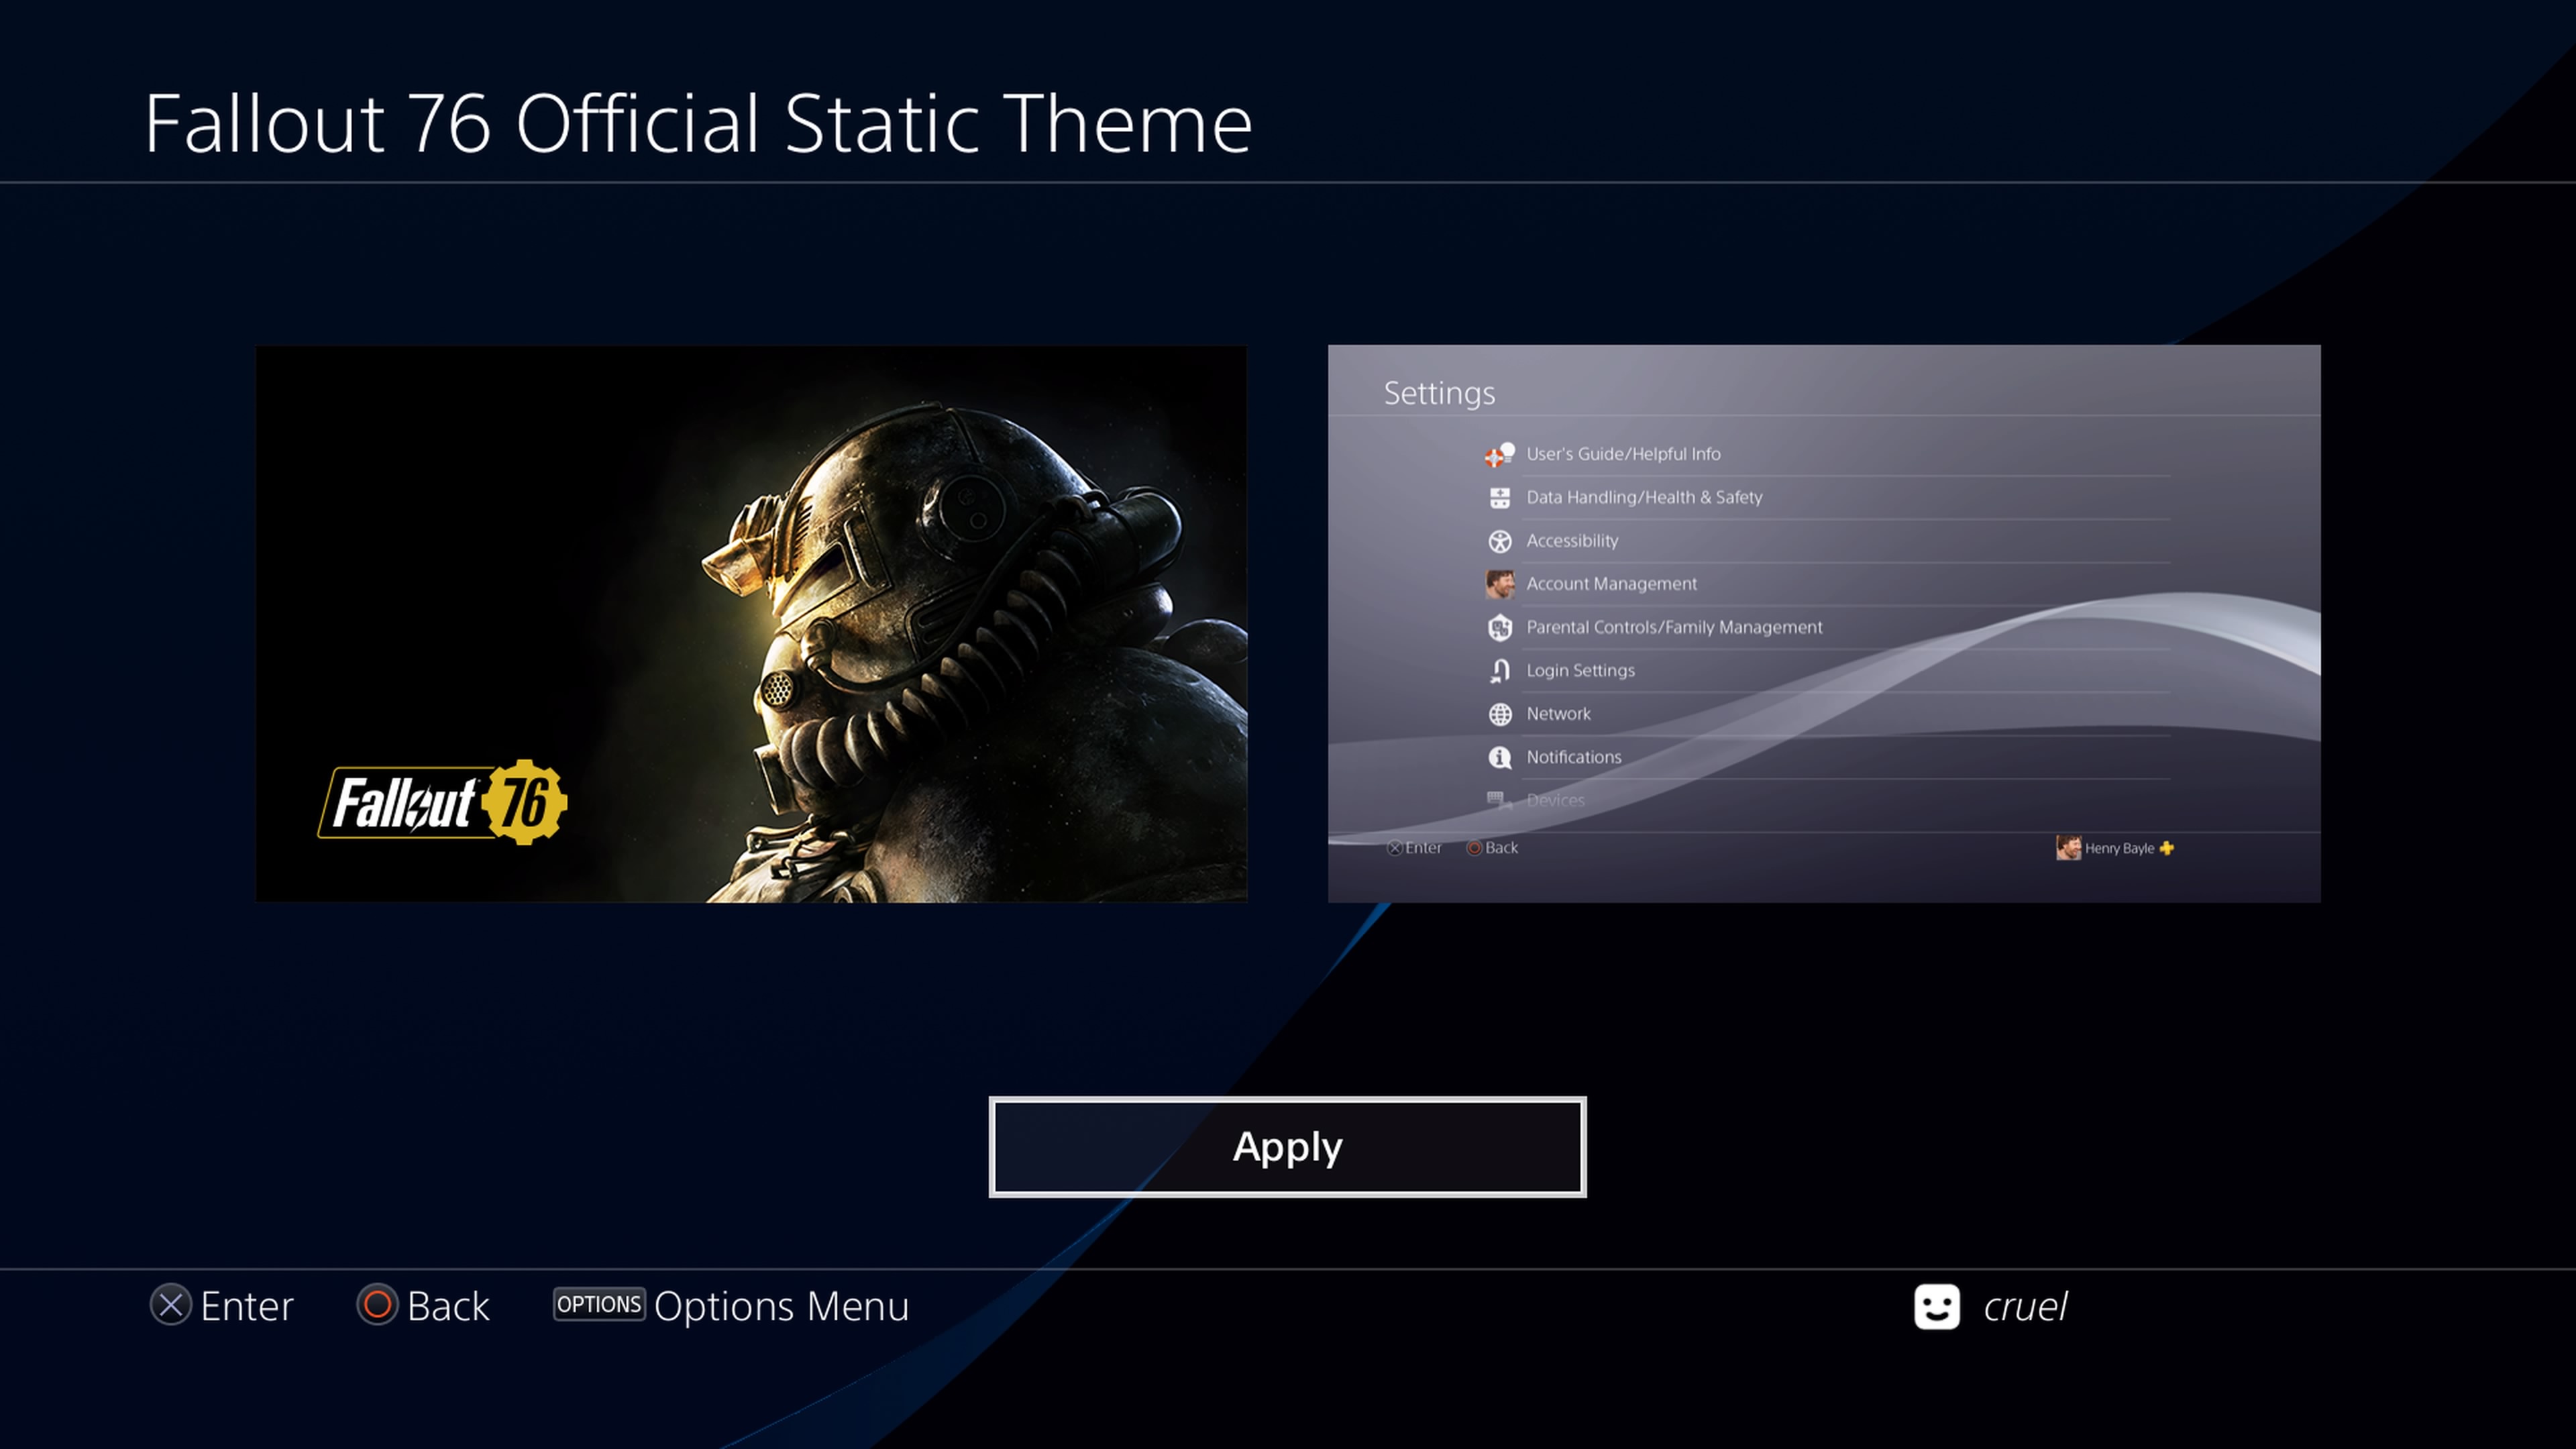 Fallout 76 Official Static Theme
Fallout 76
Settings
User's Guide/Helpful Info
Data Handling/Health & Safety
Accessibility
Account Management
Parental Controls/Family Management
Login Settings
Network
Notifications
Devices
Enter Back
Henry Bayle
Apply
Enter Back OPTIONS Options Menu
cruel